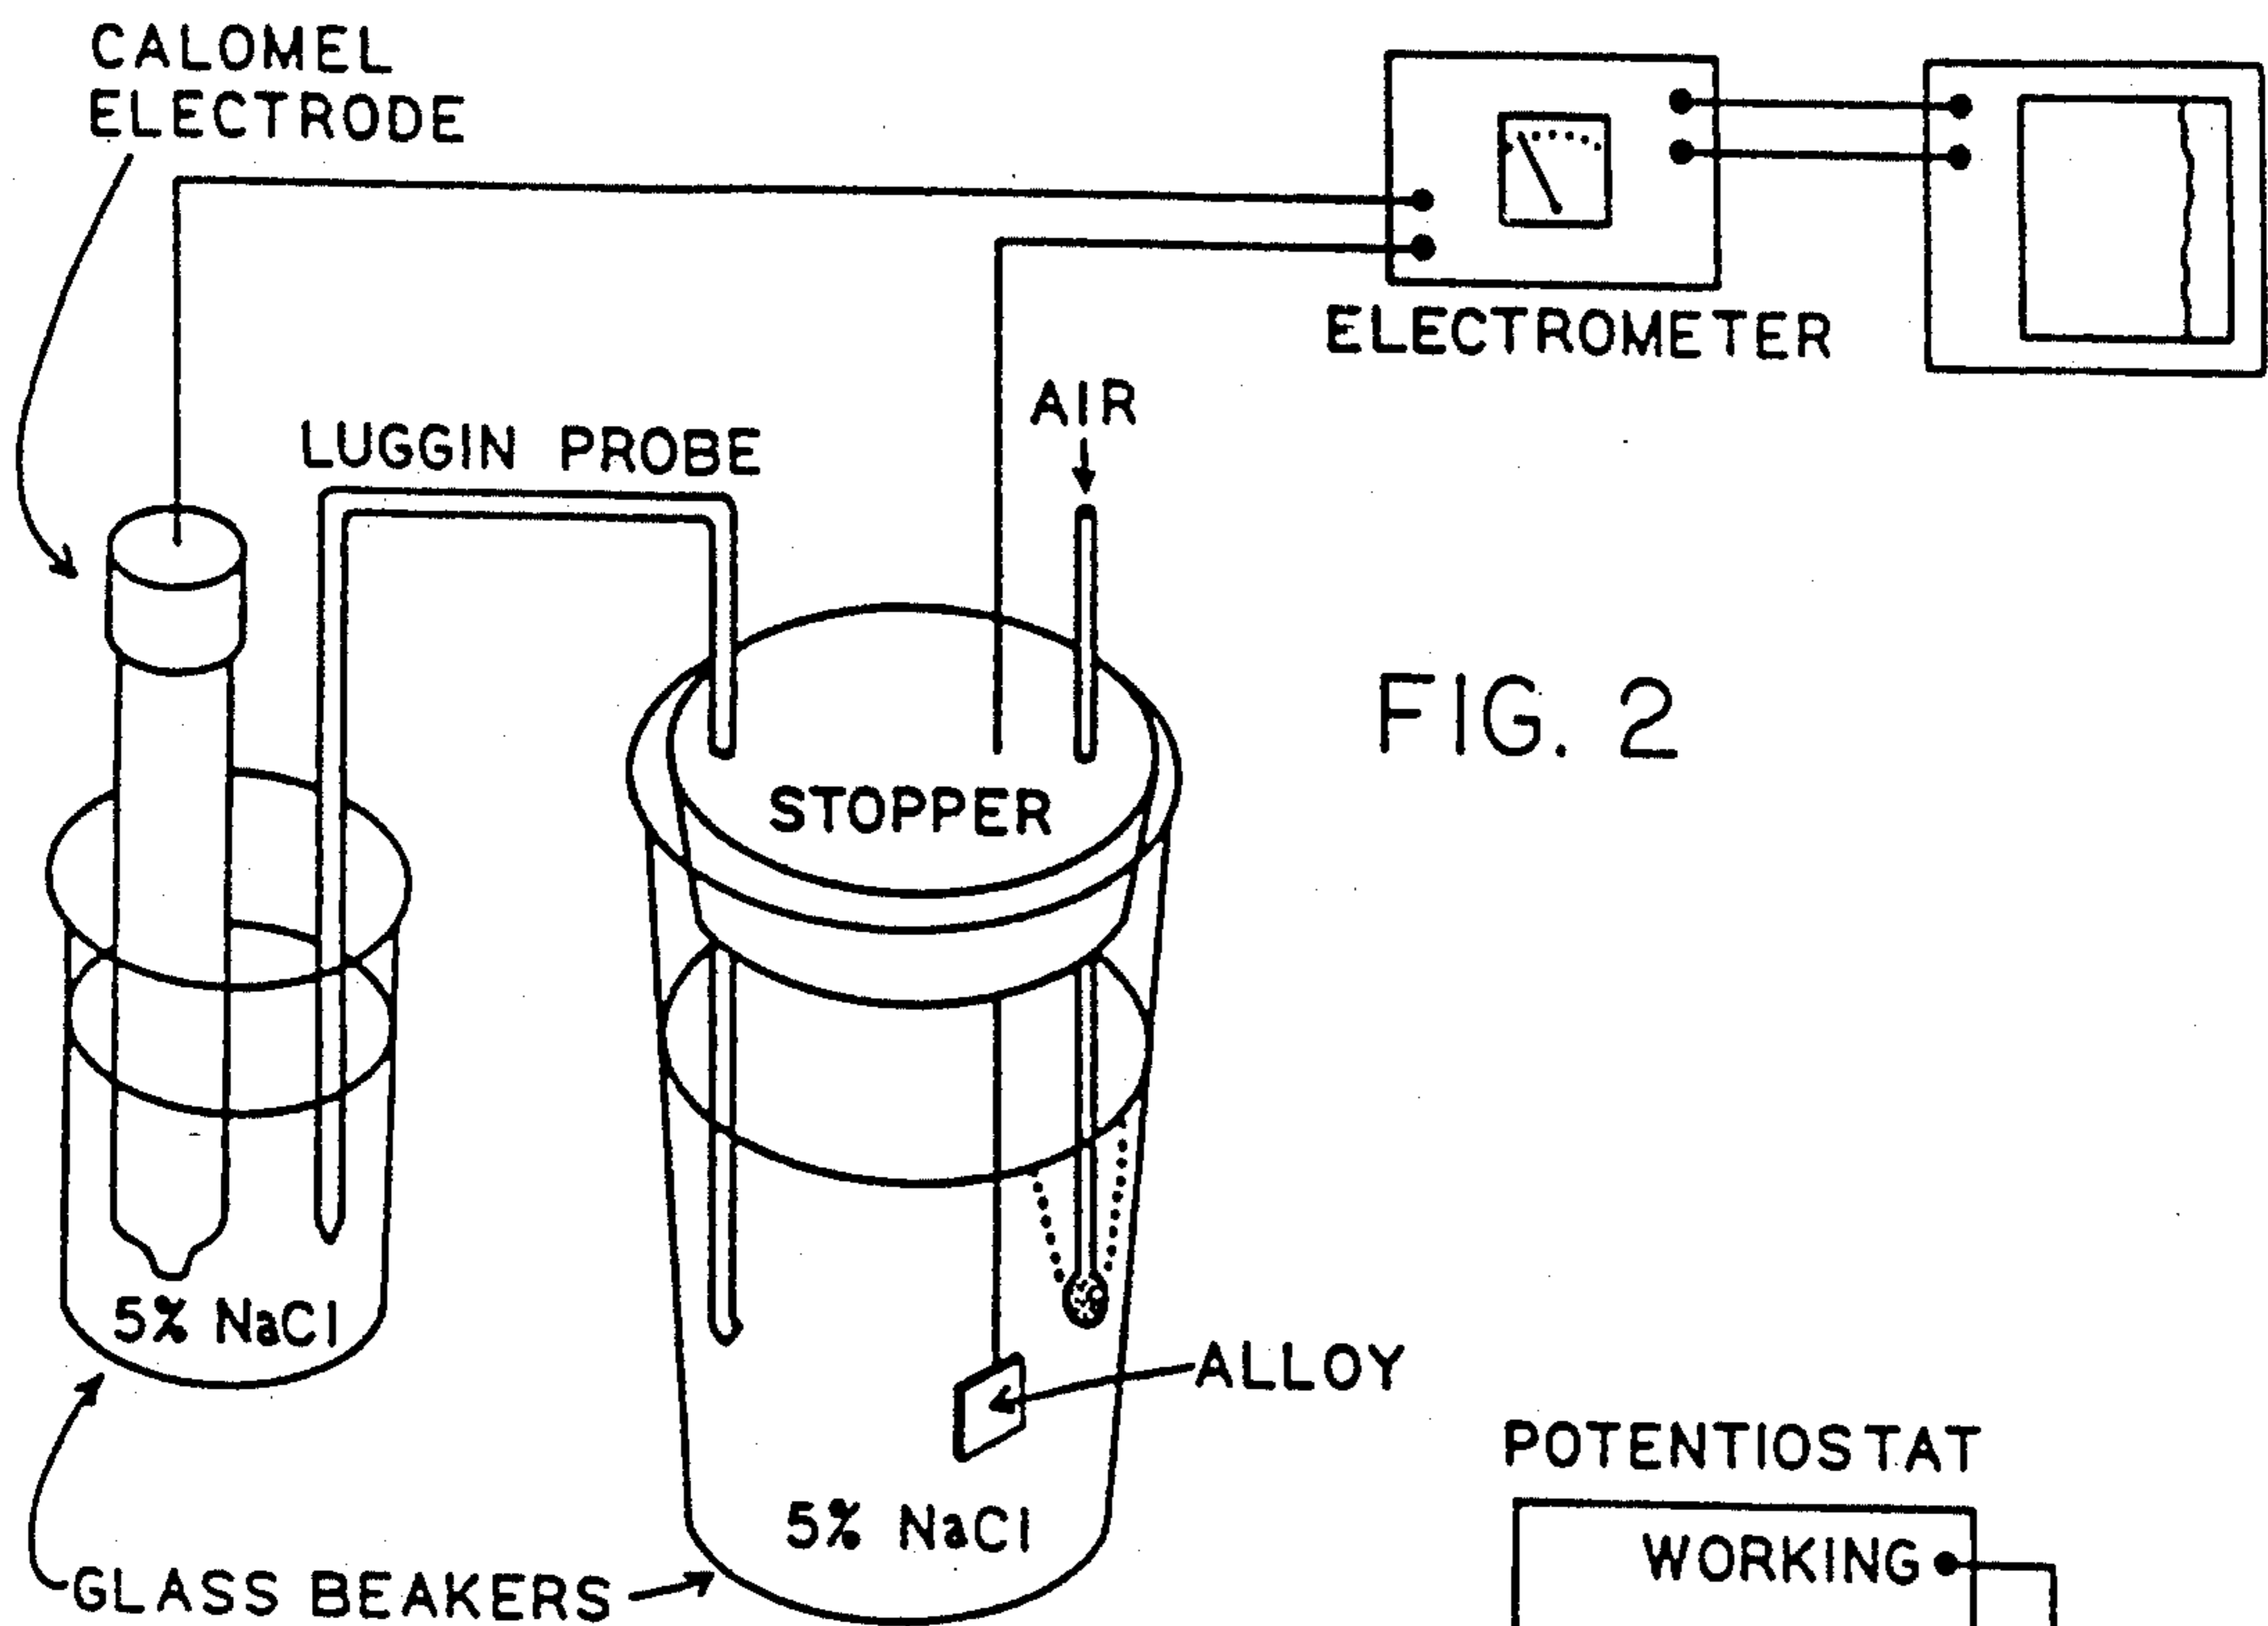 CALOMEL
ELECTRODE
ELECTROMETER
AIR
LUGGIN PROBE
FIG. 2
STOPPER
5% NaCl
ALLOY
5% NaCl
GLASS BEAKERS
POTENTIOSTAT
WORKING